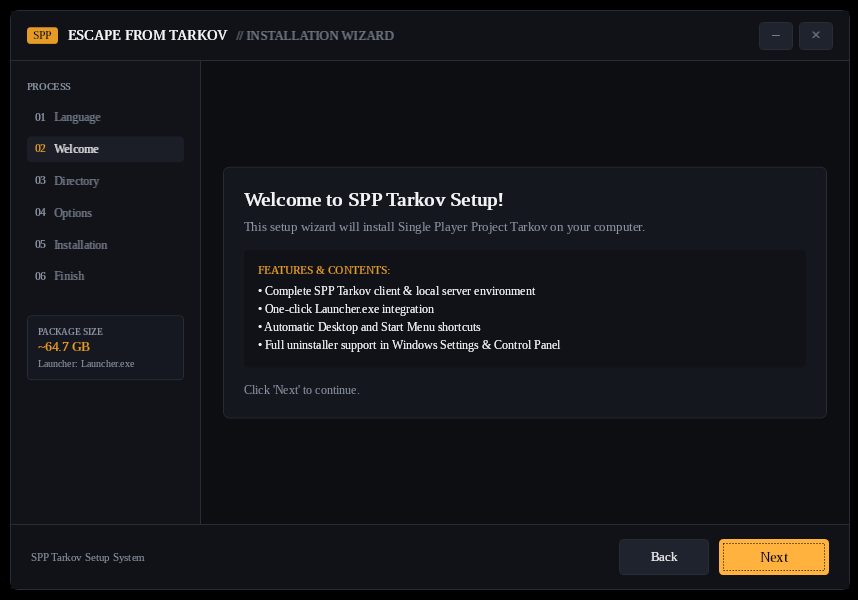 SPP ESCAPE FROM TARKOV // INSTALLATION WIZARD
PROCESS
01 Language
02 Welcome
03 Directory
04 Options
05 Installation
06 Finish
PACKAGE SIZE
~64.7 GB
Launcher: Launcher.exe
Welcome to SPP Tarkov Setup!
This setup wizard will install Single Player Project Tarkov on your computer.
FEATURES & CONTENTS:
• Complete SPP Tarkov client & local server environment
• One-click Launcher.exe integration
• Automatic Desktop and Start Menu shortcuts
• Full uninstaller support in Windows Settings & Control Panel
Click 'Next' to continue.
SPP Tarkov Setup System
Back
Next